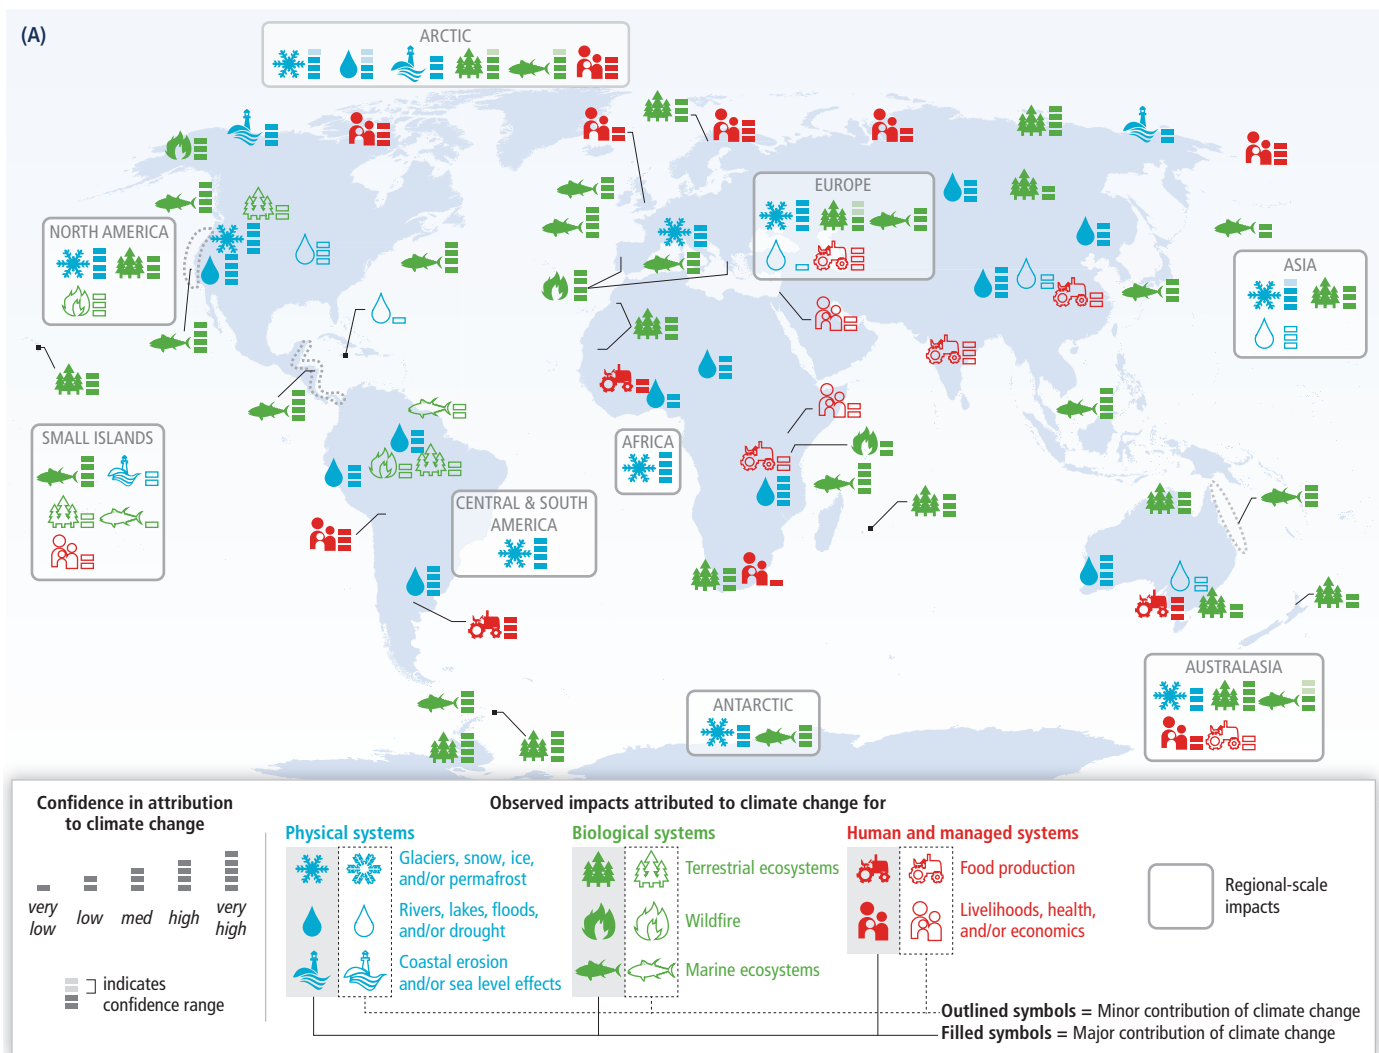 (A)
ARCTIC
EUROPE
NORTH AMERICA
ASIA
SMALL ISLANDS
AFRICA
CENTRAL & SOUTH
AMERICA
AUSTRALASIA
ANTARCTIC
Confidence in attribution
to climate change
very
low
low
med
high
very
high
indicates
confidence range
Observed impacts attributed to climate change for
Physical systems
Glaciers, snow, ice,
and/or permafrost
Rivers, lakes, floods,
and/or drought
Coastal erosion
and/or sea level effects
Biological systems
Terrestrial ecosystems
Wildfire
Marine ecosystems
Human and managed systems
Food production
Livelihoods, health,
and/or economics
Regional-scale
impacts
Outlined symbols = Minor contribution of climate change
Filled symbols = Major contribution of climate change